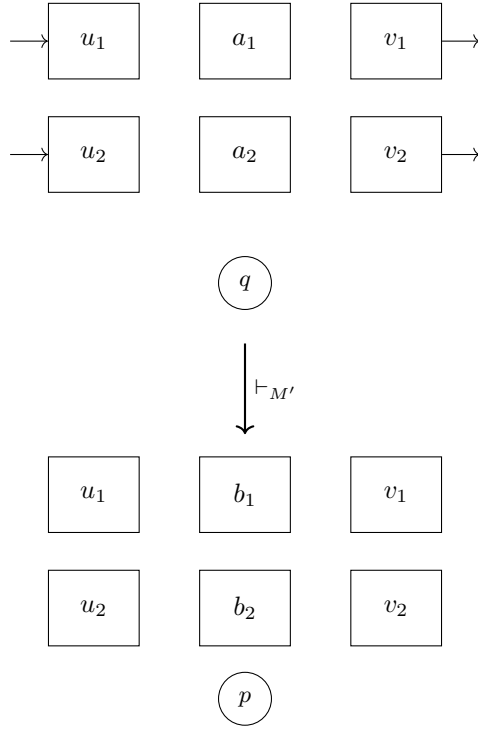 u₁ a₁ v₁
u₂ a₂ v₂
q
⊢M′
u₁ b₁ v₁
u₂ b₂ v₂
p